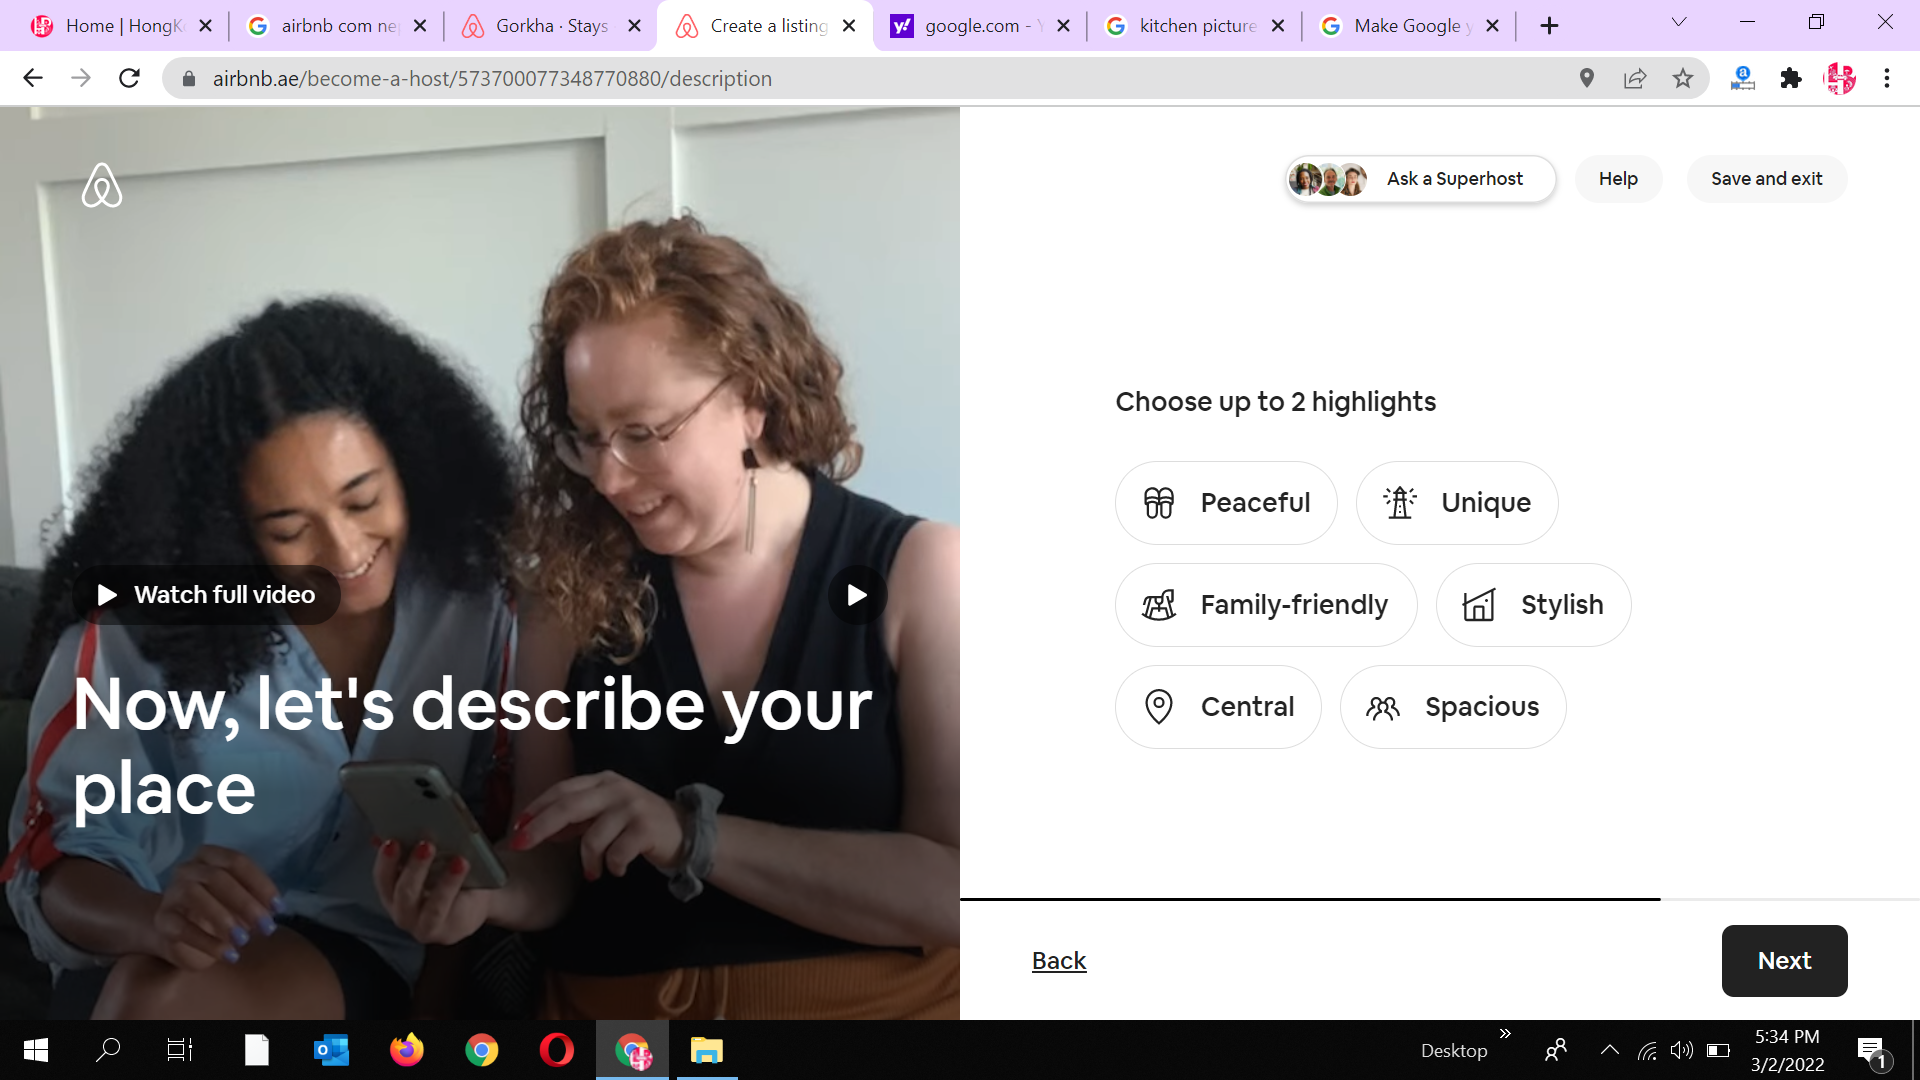 Home | HongK
airbnb com ne
Gorkha · Stays
Create a listing
google.com - Y
kitchen picture
Make Google y
airbnb.ae/become-a-host/573700077348770880/description
Ask a Superhost
Help
Save and exit
Choose up to 2 highlights
Peaceful
Unique
Family-friendly
Stylish
Central
Spacious
Watch full video
Now, let's describe your
place
Back
Next
Desktop
5:34 PM
3/2/2022
1